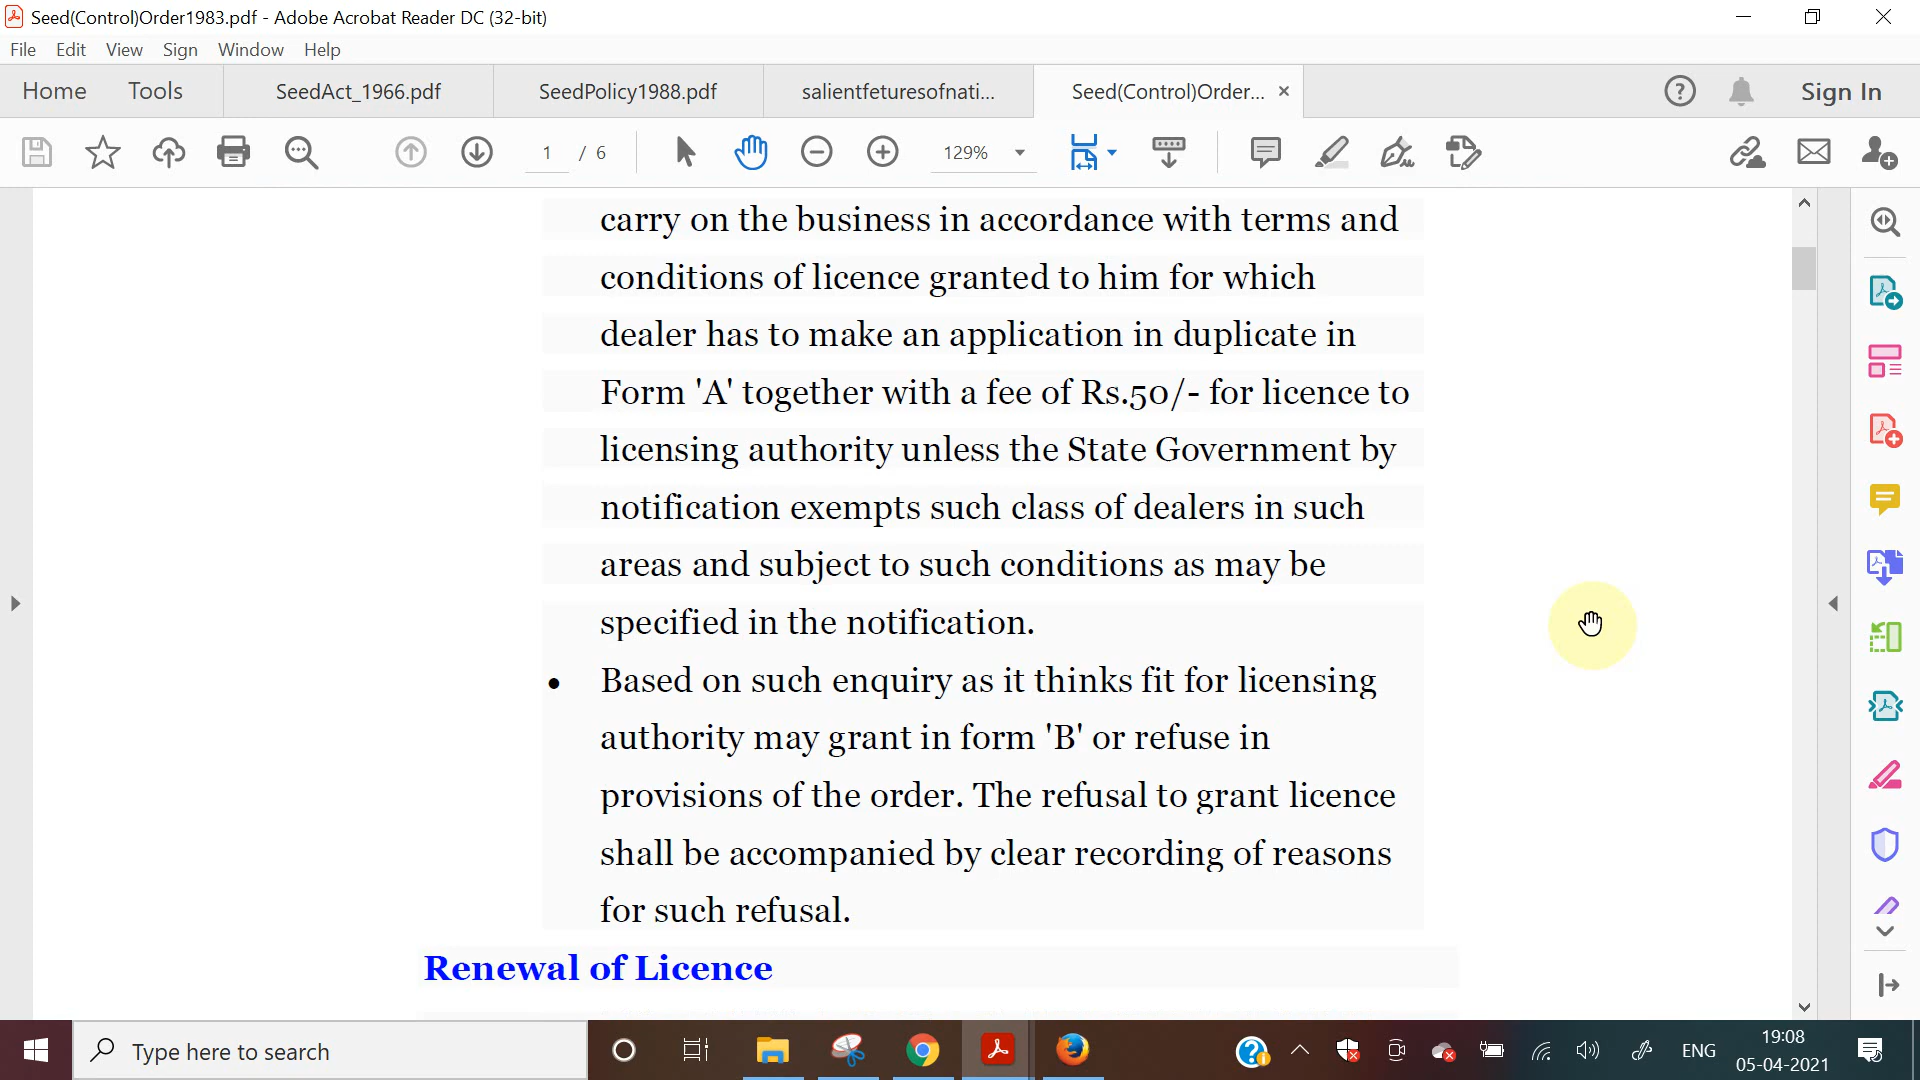 Seed(Control)Order1983.pdf - Adobe Acrobat Reader DC (32-bit)
File Edit View Sign Window Help
Home Tools SeedAct_1966.pdf SeedPolicy1988.pdf salientfeturesofnati... Seed(Control)Order... × Sign In
1 / 6 129%
carry on the business in accordance with terms and
conditions of licence granted to him for which
dealer has to make an application in duplicate in
Form 'A' together with a fee of Rs.50/- for licence to
licensing authority unless the State Government by
notification exempts such class of dealers in such
areas and subject to such conditions as may be
specified in the notification.
• Based on such enquiry as it thinks fit for licensing
authority may grant in form 'B' or refuse in
provisions of the order. The refusal to grant licence
shall be accompanied by clear recording of reasons
for such refusal.
Renewal of Licence
Type here to search
ENG
19:08
05-04-2021